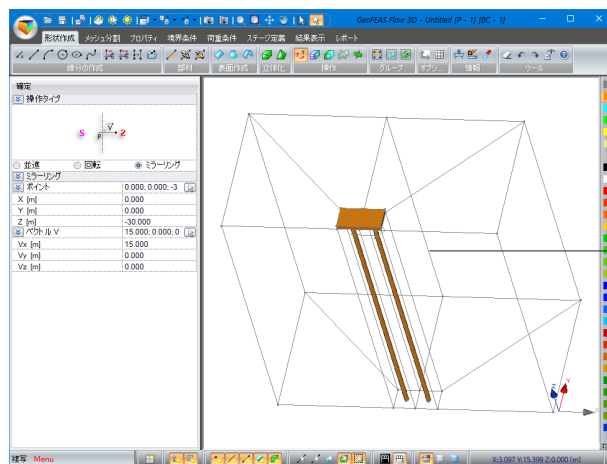 GeoFEAS Flow 3D - Untitled [P - 1] [BC - 1]
形状作成 メッシュ分割 プロパティ 境界条件 荷重条件 ステージ定義 結果表示 レポート
線分の作成 部材 表面作成 立体化 操作 グループ オプシ... 情報 ツール
確定
操作タイプ
S P V 2
並進 回転 ミラーリング
ミラーリング
ポイント 0.000; 0.000; -3
X [m] 0.000
Y [m] 0.000
Z [m] -30.000
ベクトル V 15.000; 0.000; 0
Vx [m] 15.000
Vy [m] 0.000
Vz [m] 0.000
Z Y X
複写 Menu X:3.097 Y:15.399 Z:0.000 [m]